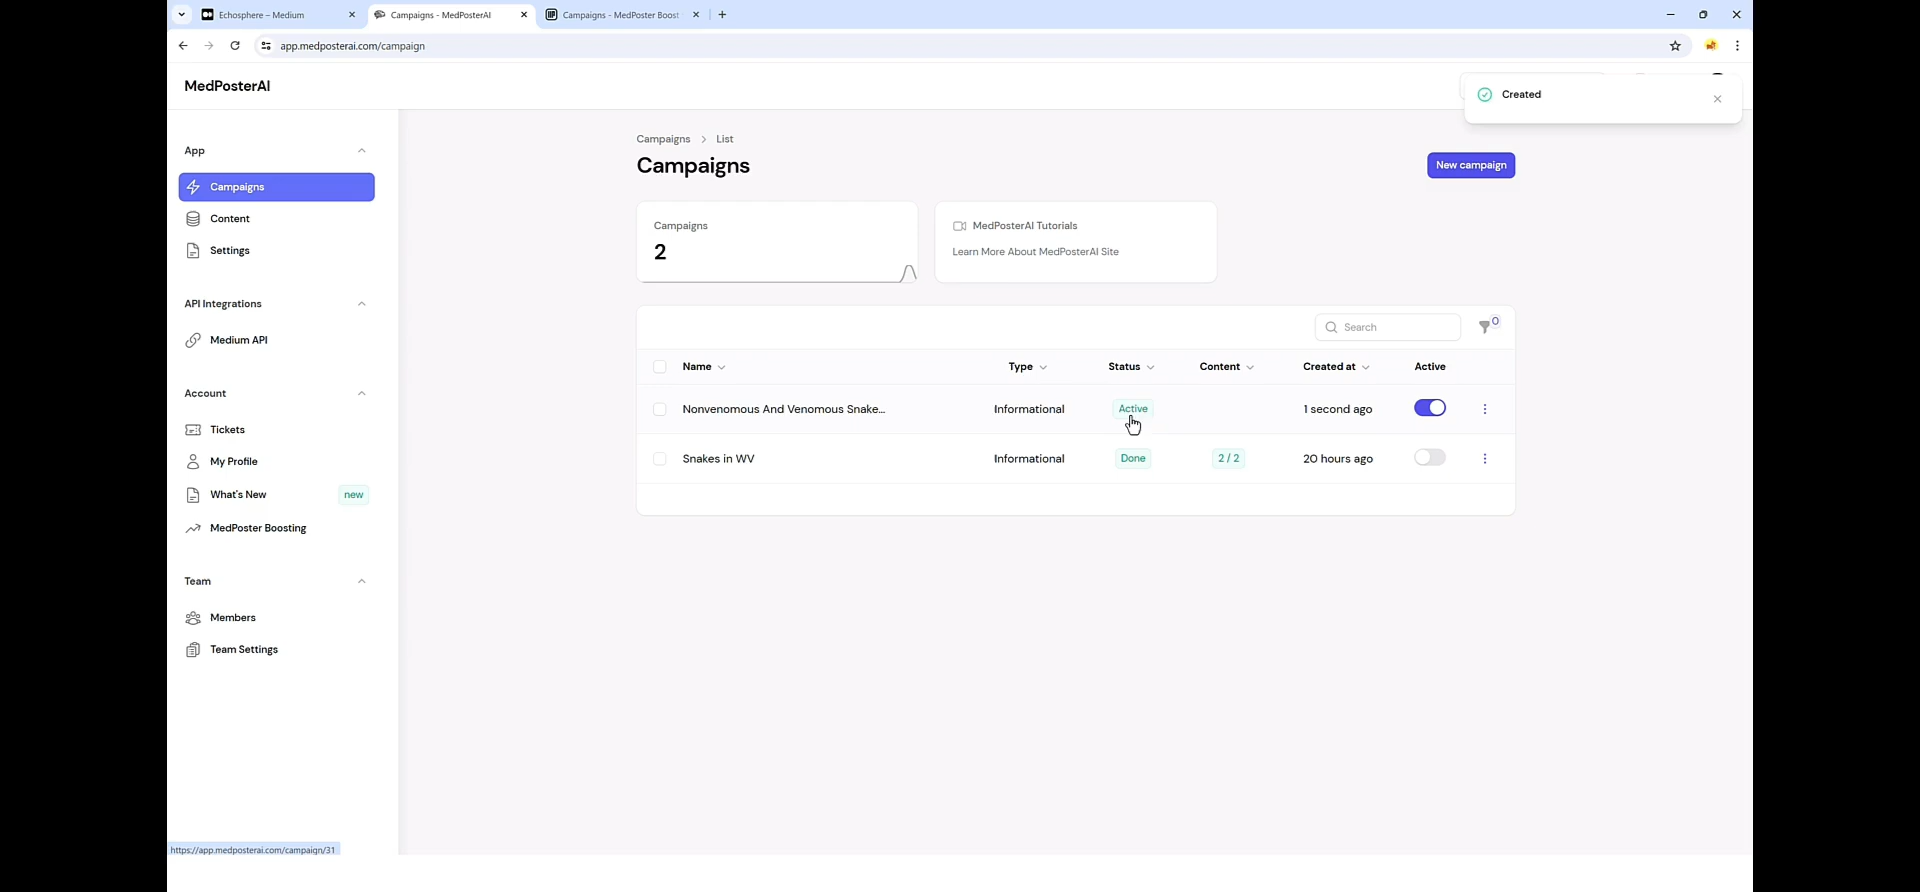 Echosphere – Medium
Campaigns - MedPosterAI
Campaigns - MedPoster Boost
app.medposterai.com/campaign
MedPosterAI
Created
App
Campaigns
Content
Settings
API Integrations
Medium API
Account
Tickets
My Profile
What's New new
MedPoster Boosting
Team
Members
Team Settings
Campaigns > List
Campaigns
New campaign
Campaigns
2
MedPosterAI Tutorials
Learn More About MedPosterAI Site
Search
0
Name Type Status Content Created at Active
Nonvenomous And Venomous Snake... Informational Active 1 second ago
Snakes in WV Informational Done 2 / 2 20 hours ago
https://app.medposterai.com/campaign/31